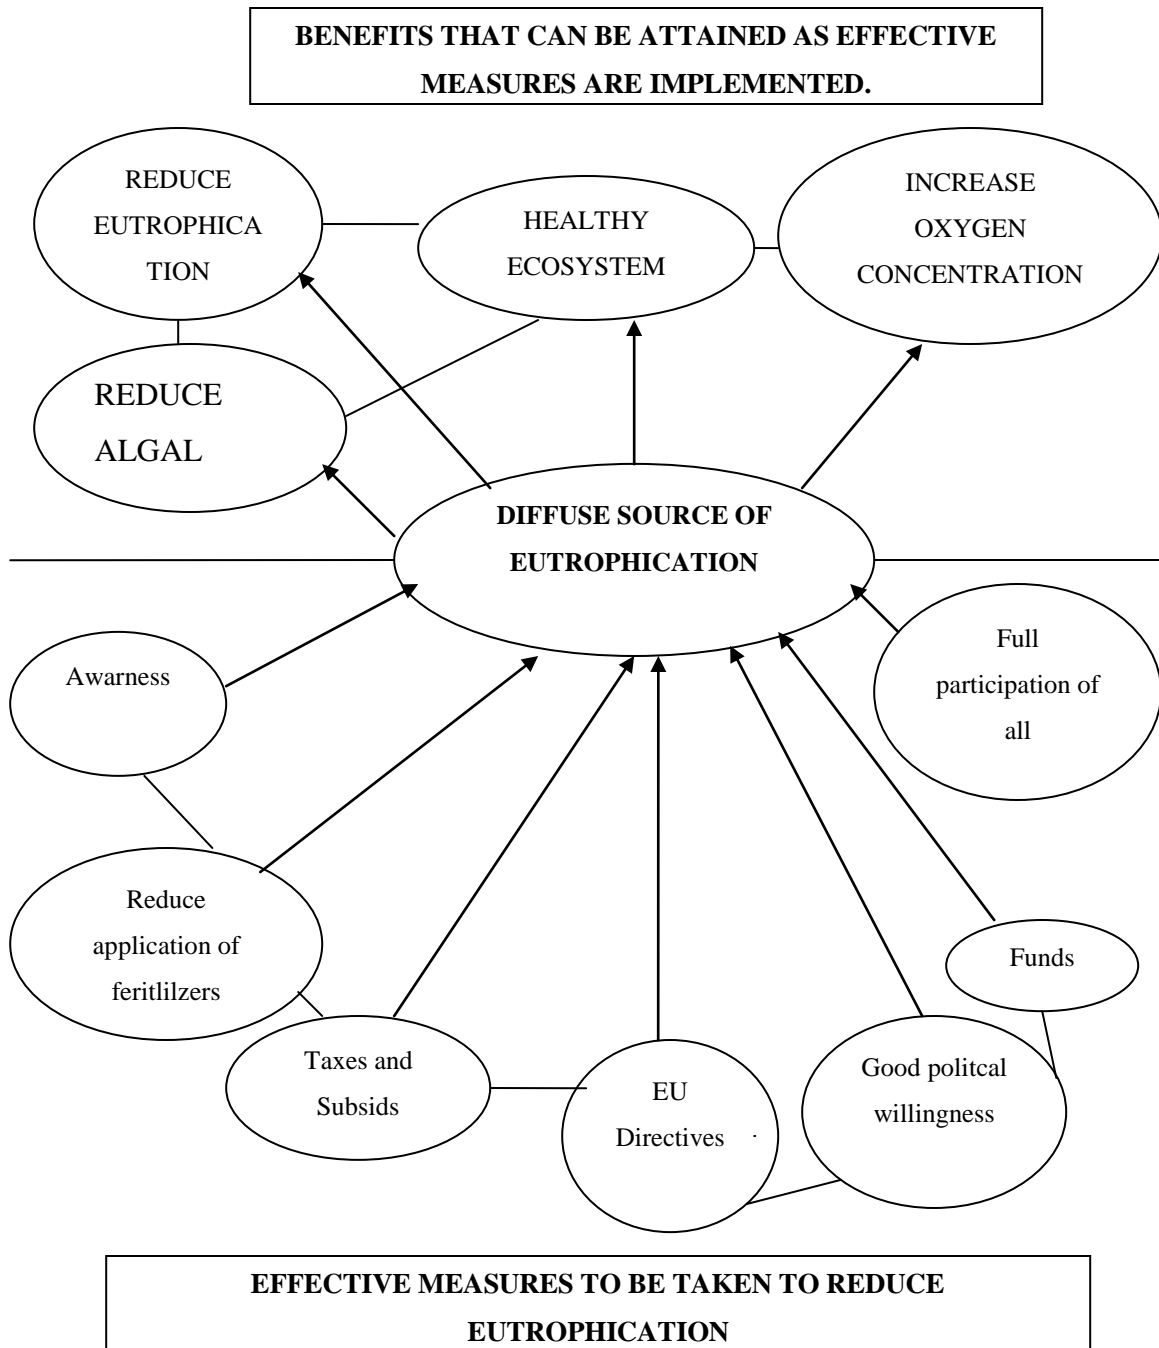 BENEFITS THAT CAN BE ATTAINED AS EFFECTIVE
MEASURES ARE IMPLEMENTED.
REDUCE
EUTROPHICA
TION
HEALTHY
ECOSYSTEM
INCREASE
OXYGEN
CONCENTRATION
REDUCE
ALGAL
DIFFUSE SOURCE OF
EUTROPHICATION
Awarness
Full
participation of
all
Reduce
application of
feritlilzers
Funds
Taxes and
Subsids
EU
Directives
Good politcal
willingness
EFFECTIVE MEASURES TO BE TAKEN TO REDUCE
EUTROPHICATION